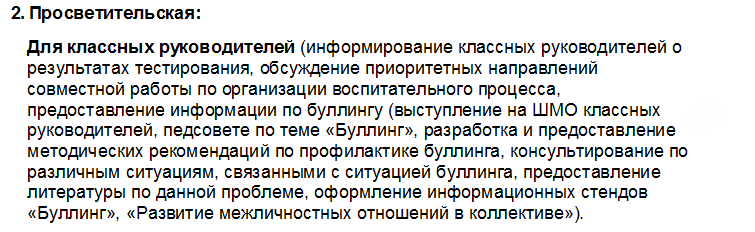 2. Просветительская:
Для классных руководителей (информирование классных руководителей о
результатах тестирования, обсуждение приоритетных направлений
совместной работы по организации воспитательного процесса,
предоставление информации по буллингу (выступление на ШМО классных
руководителей, педсовете по теме «Буллинг», разработка и предоставление
методических рекомендаций по профилактике буллинга, консультирование по
различным ситуациям, связанными с ситуацией буллинга, предоставление
литературы по данной проблеме, оформление информационных стендов
«Буллинг», «Развитие межличностных отношений в коллективе»).